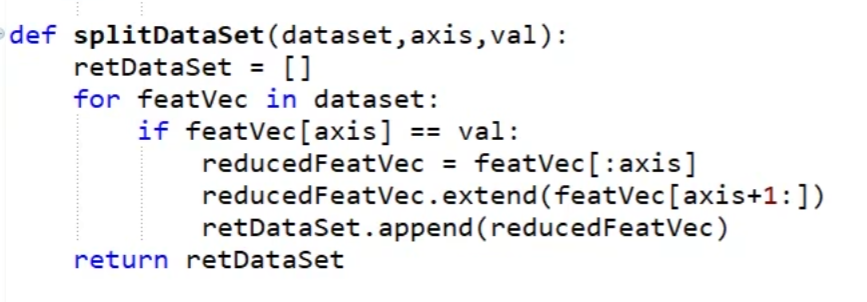 def splitDataSet(dataset,axis,val):
    retDataSet = []
    for featVec in dataset:
        if featVec[axis] == val:
            reducedFeatVec = featVec[:axis]
            reducedFeatVec.extend(featVec[axis+1:])
            retDataSet.append(reducedFeatVec)
    return retDataSet